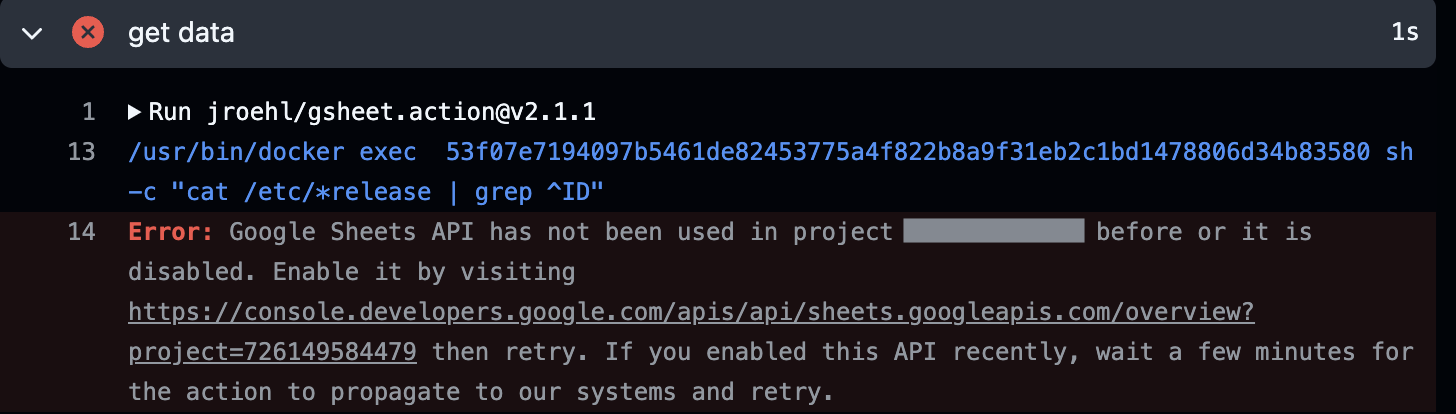 get data 1s
1 Run jroehl/gsheet.action@v2.1.1
13 /usr/bin/docker exec  53f07e7194097b5461de82453775a4f822b8a9f31eb2c1bd1478806d34b83580 sh
-c "cat /etc/*release | grep ^ID"
14 Error: Google Sheets API has not been used in project before or it is
disabled. Enable it by visiting
https://console.developers.google.com/apis/api/sheets.googleapis.com/overview?
project=726149584479 then retry. If you enabled this API recently, wait a few minutes for
the action to propagate to our systems and retry.